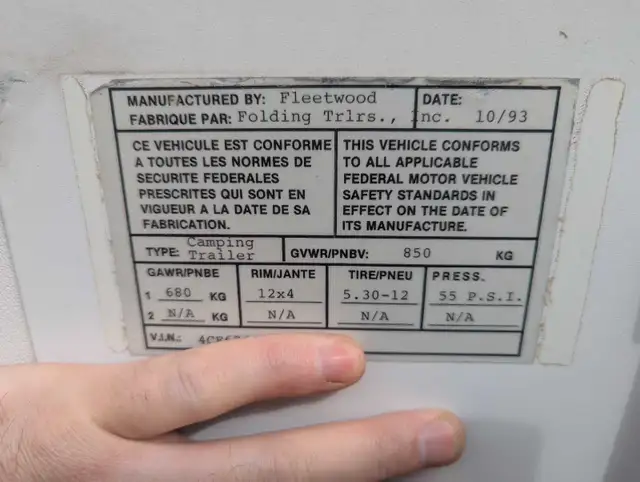 MANUFACTURED BY: Fleetwood
FABRIQUE PAR: Folding Trlrs., Inc.
DATE:
10/93
CE VEHICULE EST CONFORME
A TOUTES LES NORMES DE
SECURITE FEDERALES
PRESCRITES QUI SONT EN
VIGUEUR A LA DATE DE SA
FABRICATION.
THIS VEHICLE CONFORMS
TO ALL APPLICABLE
FEDERAL MOTOR VEHICLE
SAFETY STANDARDS IN
EFFECT ON THE DATE OF
ITS MANUFACTURE.
TYPE: Camping
Trailer
GVWR/PNBV: 850 KG
GAWR/PNBE RIM/JANTE TIRE/PNEU PRESS.
1 680 KG 12x4 5.30-12 55 P.S.I.
2 N/A KG N/A N/A N/A
V.I.N.: